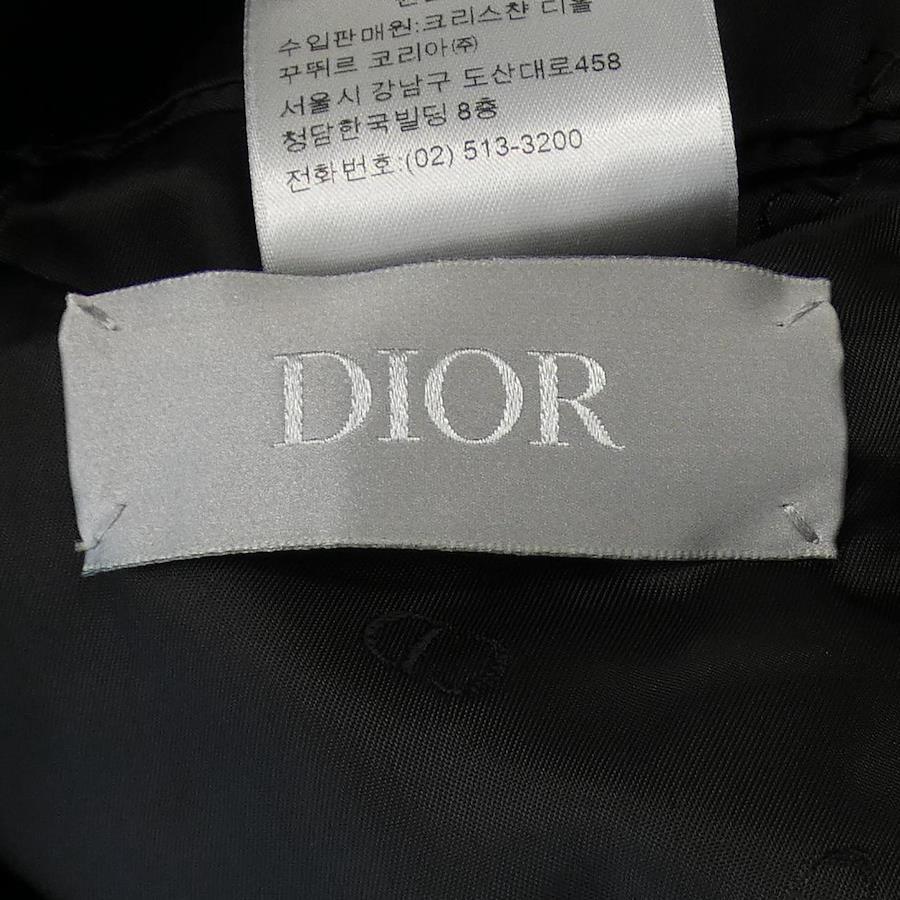 수입판매원:크리스챤 디올
꾸뛰르 코리아㈜
서울시 강남구 도산대로458
청담한국빌딩 8층
전화번호:(02) 513-3200
DIOR